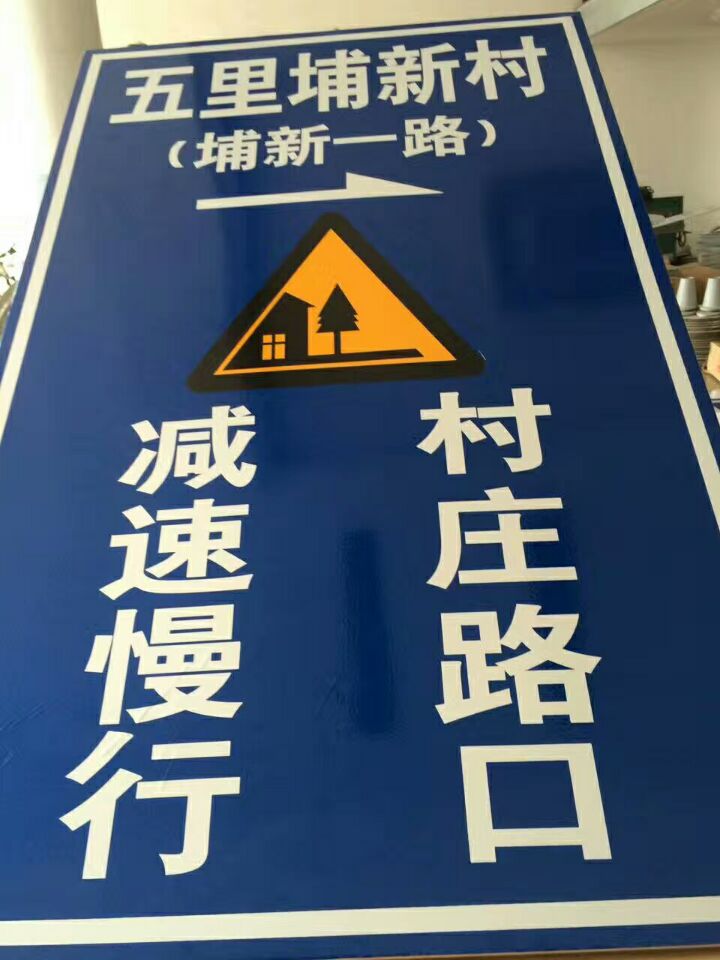 五里埔新村
（埔新一路）
村庄路口
减速慢行